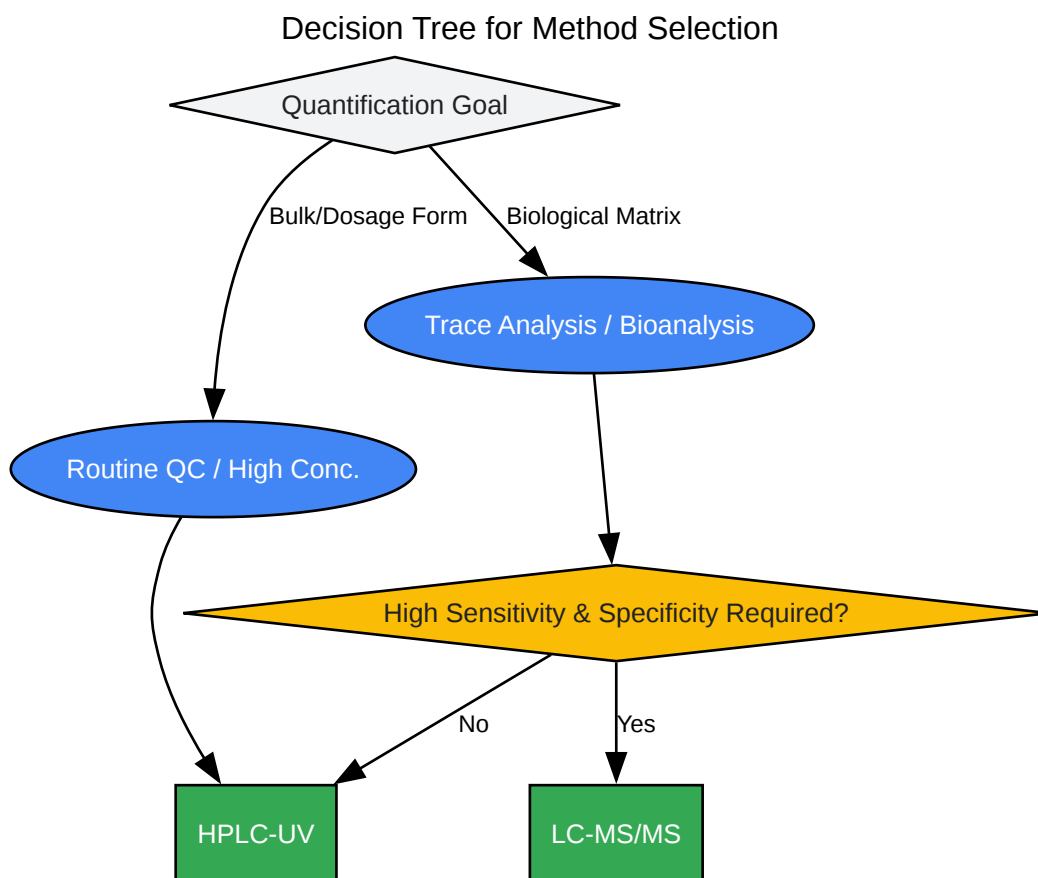 Decision Tree for Method Selection
Quantification Goal
Bulk/Dosage Form
Biological Matrix
Trace Analysis / Bioanalysis
Routine QC / High Conc.
High Sensitivity & Specificity Required?
No
Yes
HPLC-UV
LC-MS/MS